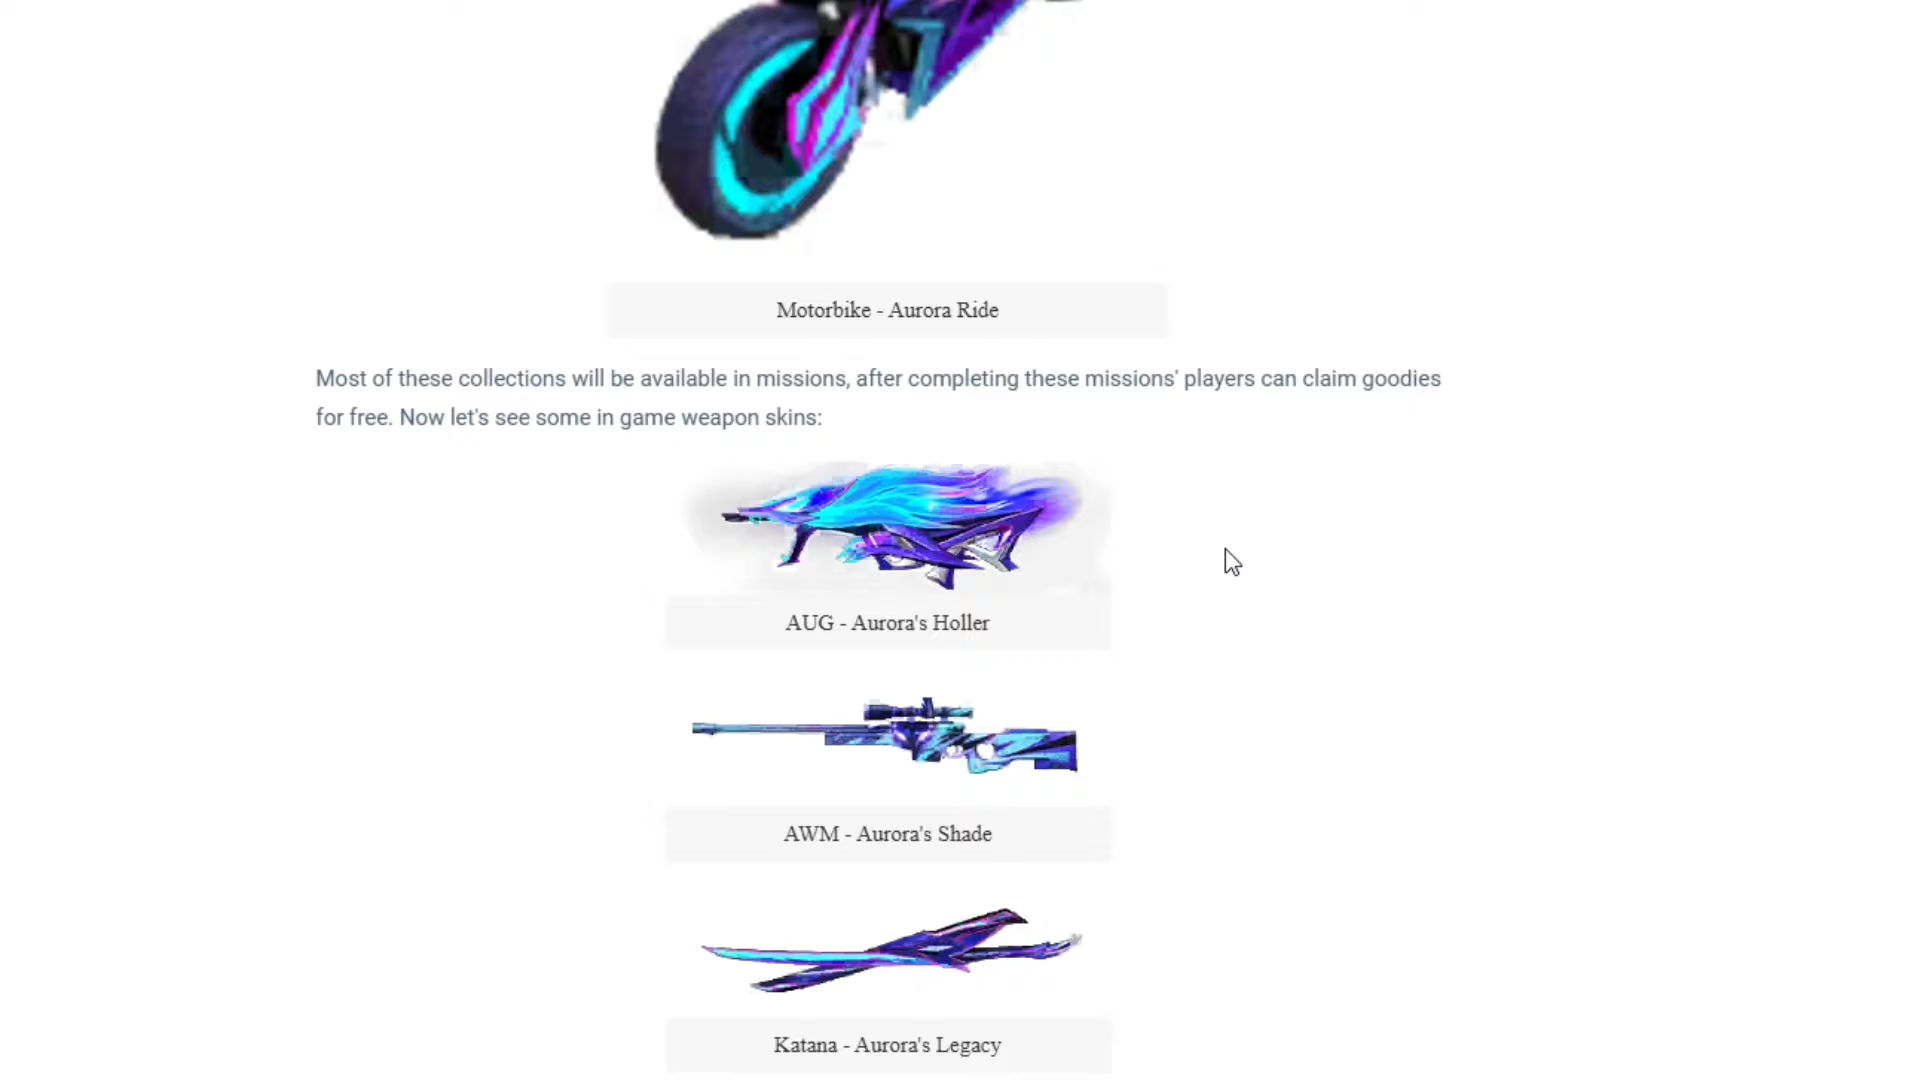 Motorbike - Aurora Ride
Most of these collections will be available in missions, after completing these missions' players can claim goodies
for free. Now let's see some in game weapon skins:
AUG - Aurora's Holler
AWM - Aurora's Shade
Katana - Aurora's Legacy